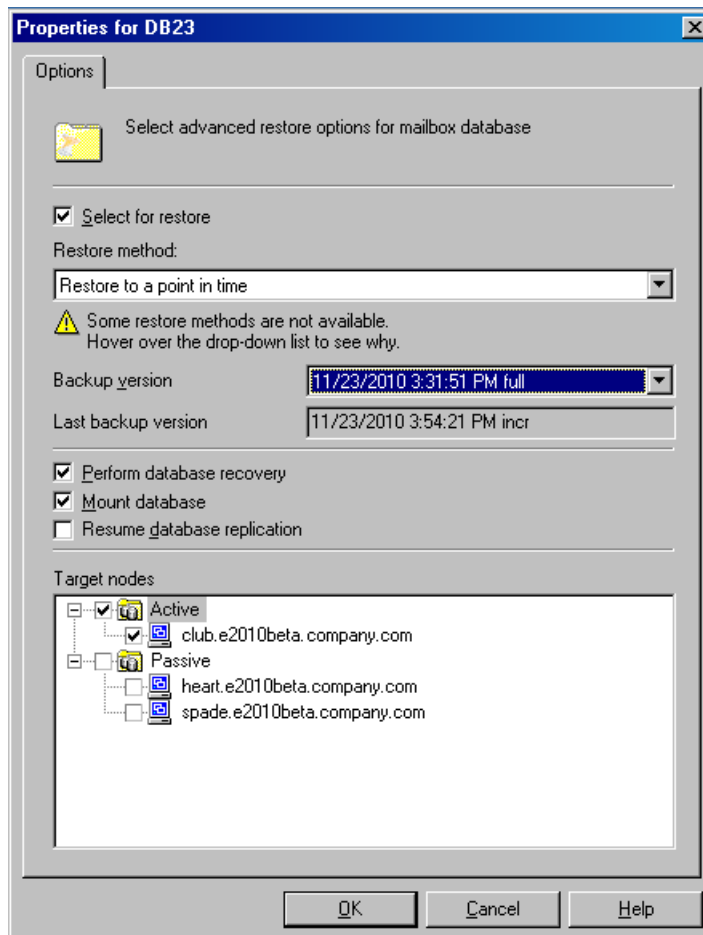 Properties for DB23
Options
Select advanced restore options for mailbox database
Select for restore
Restore method:
Restore to a point in time
Some restore methods are not available.
Hover over the drop-down list to see why.
Backup version
11/23/2010 3:31:51 PM full
Last backup version
11/23/2010 3:54:21 PM incr
Perform database recovery
Mount database
Resume database replication
Target nodes
Active
club.e2010beta.company.com
Passive
heart.e2010beta.company.com
spade.e2010beta.company.com
OK
Cancel
Help